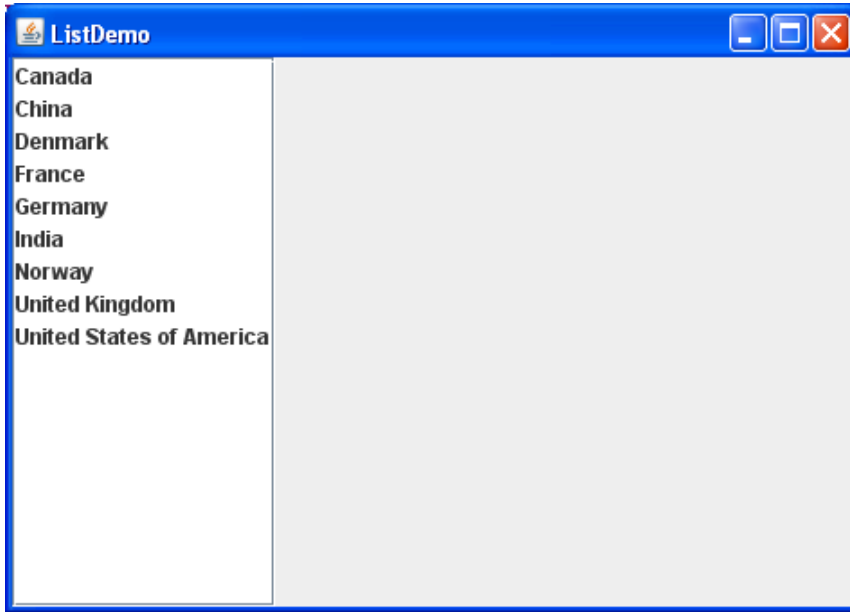 ListDemo
Canada
China
Denmark
France
Germany
India
Norway
United Kingdom
United States of America